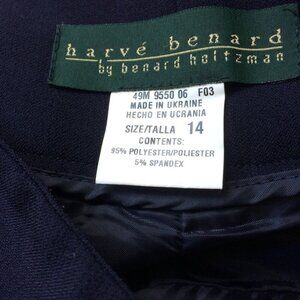 harvé benard
by benard holtzman
49M 9550 06 F03
MADE IN UKRAINE
HECHO EN UCRANIA
SIZE/TALLA 14
CONTENTS:
95% POLYESTER/POLIESTER
5% SPANDEX